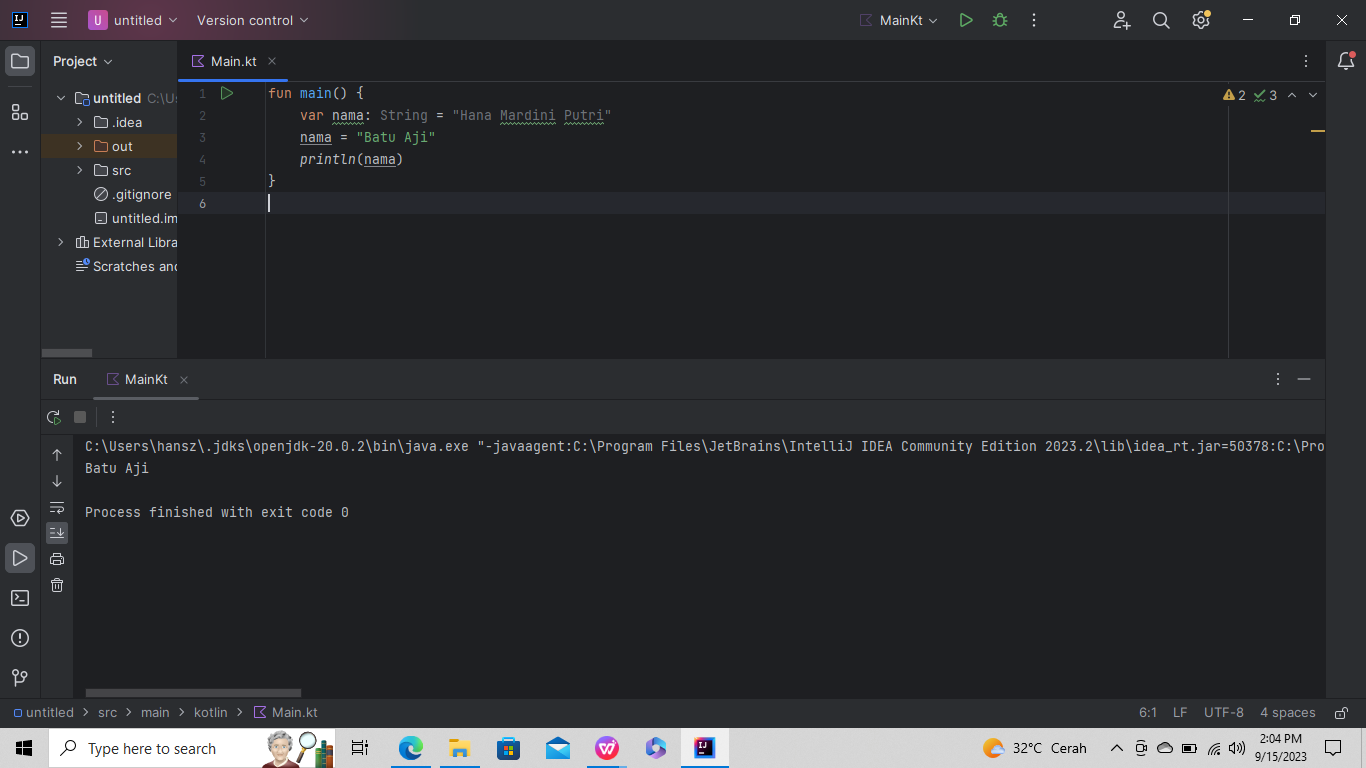 U untitled Version control MainKt
Project Main.kt
untitled C:\Us
.idea
out
src
.gitignore
untitled.im
External Libra
Scratches and
1 fun main() {
2 var nama: String = "Hana Mardini Putri"
3 nama = "Batu Aji"
4 println(nama)
5 }
6
2 3
Run MainKt
C:\Users\hansz\.jdks\openjdk-20.0.2\bin\java.exe "-javaagent:C:\Program Files\JetBrains\IntelliJ IDEA Community Edition 2023.2\lib\idea_rt.jar=50378:C:\Pro
Batu Aji
Process finished with exit code 0
untitled > src > main > kotlin > Main.kt 6:1 LF UTF-8 4 spaces
Type here to search 32°C Cerah 2:04 PM
9/15/2023